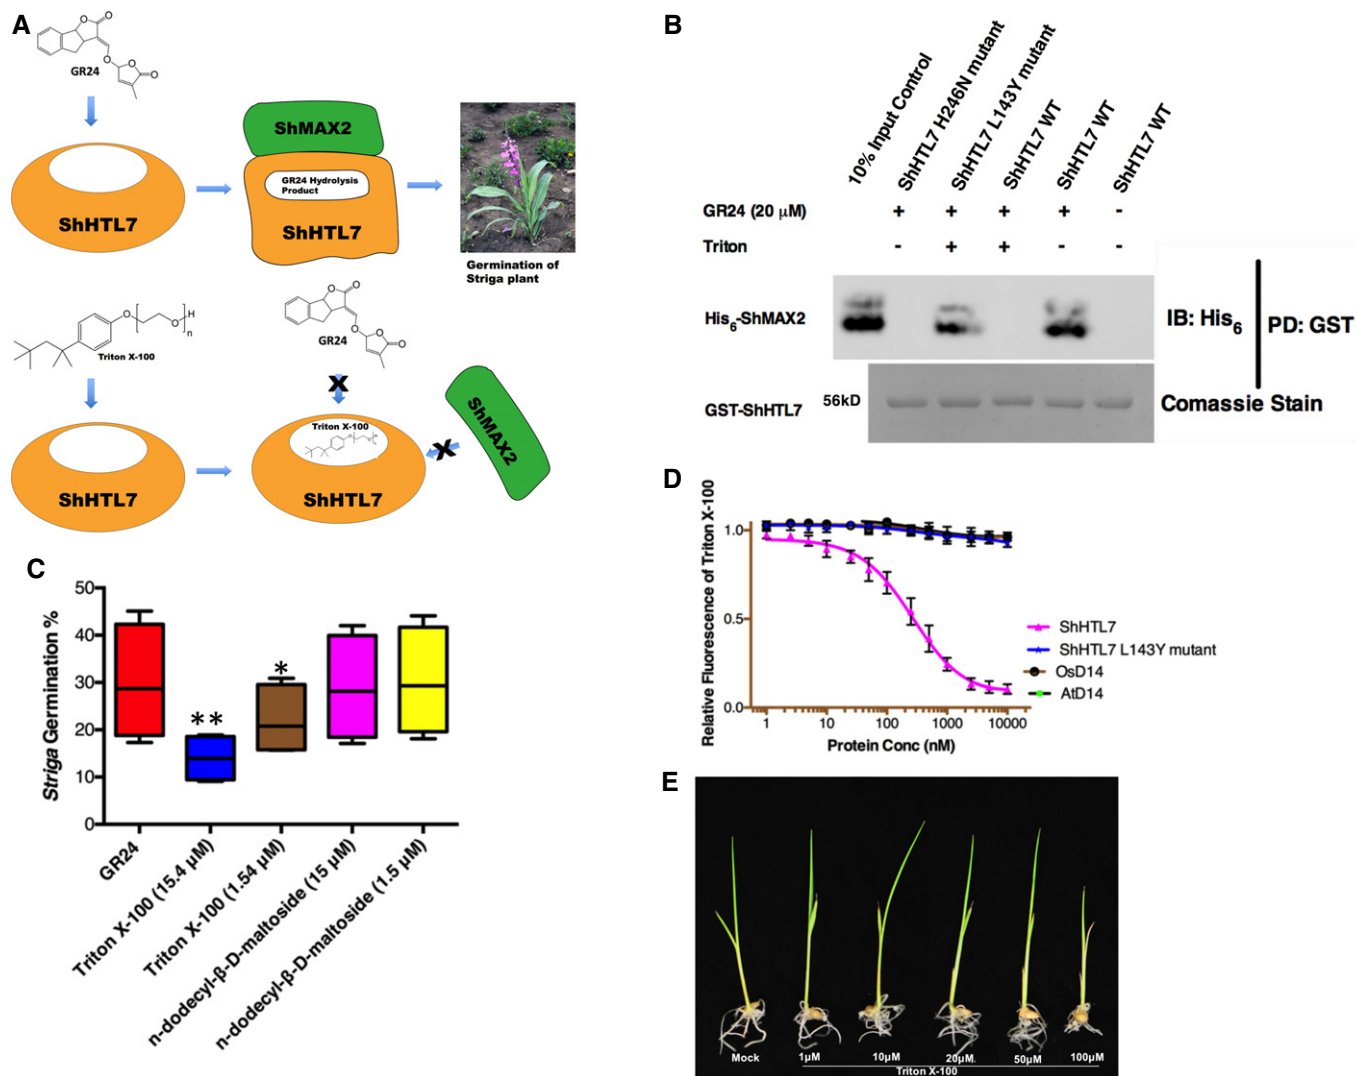 A
GR24
ShHTL7
ShMAX2
GR24 Hydrolysis
Product
ShHTL7
Germination of
Striga plant
Triton X-100
GR24
ShHTL7
Triton X-100
ShHTL7
ShMAX2
X
X
B
10% Input Control
ShHTL7 H246N mutant
ShHTL7 L143Y mutant
ShHTL7 WT
ShHTL7 WT
ShHTL7 WT
GR24 (20 μM) + + + + -
Triton - + + - -
His6-ShMAX2
IB: His6
PD: GST
GST-ShHTL7
56kD
Comassie Stain
C
Striga Germination %
50
40
30
20
10
0
**
*
GR24
Triton X-100 (15.4 μM)
Triton X-100 (1.54 μM)
n-dodecyl-β-D-maltoside (15 μM)
n-dodecyl-β-D-maltoside (1.5 μM)
D
Relative Fluorescence of Triton X-100
1.0
0.5
0.0
1 10 100 1000 10000
Protein Conc (nM)
ShHTL7
ShHTL7 L143Y mutant
OsD14
AtD14
E
Mock 1μM 10μM 20μM 50μM 100μM
Triton X-100